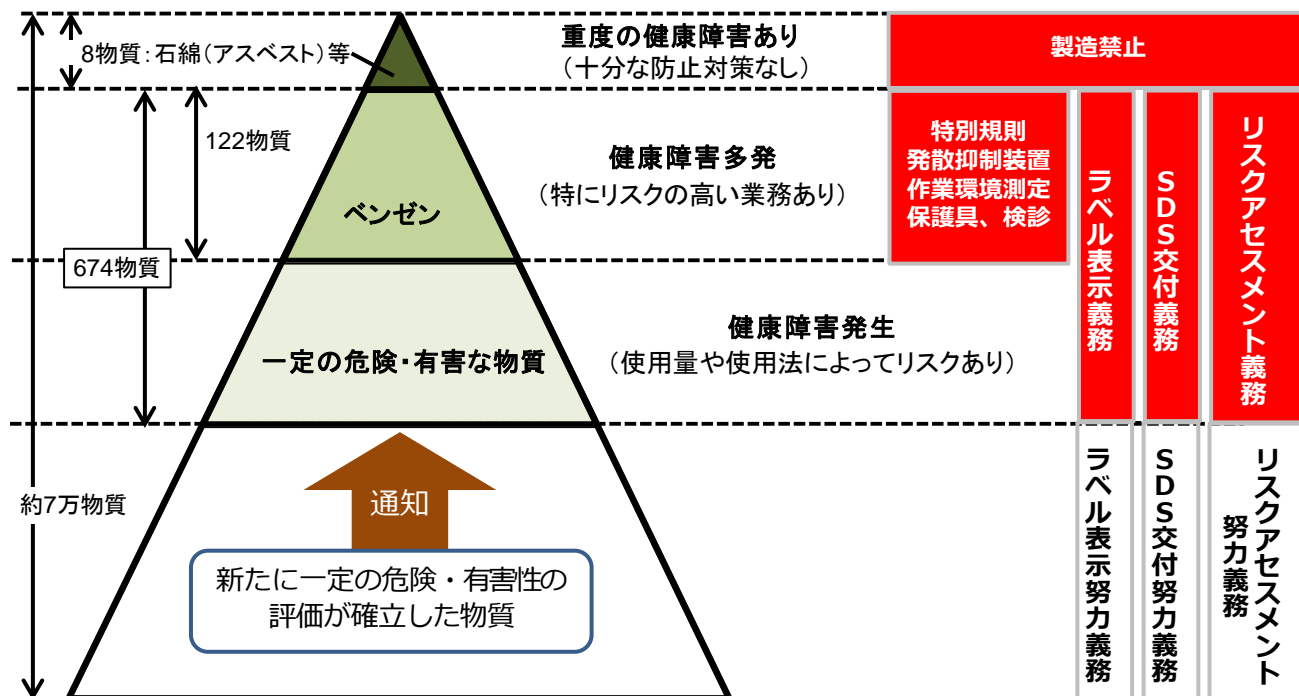 8物質：石綿（アスベスト）等
重度の健康障害あり
（十分な防止対策なし）
製造禁止
122物質
674物質
約7万物質
ベンゼン
健康障害多発
（特にリスクの高い業務あり）
特別規則
発散抑制装置
作業環境測定
保護具、検診
ラベル表示義務
SDS交付義務
リスクアセスメント義務
一定の危険・有害な物質
健康障害発生
（使用量や使用法によってリスクあり）
通知
新たに一定の危険・有害性の
評価が確立した物質
ラベル表示努力義務
SDS交付努力義務
リスクアセスメント
努力義務